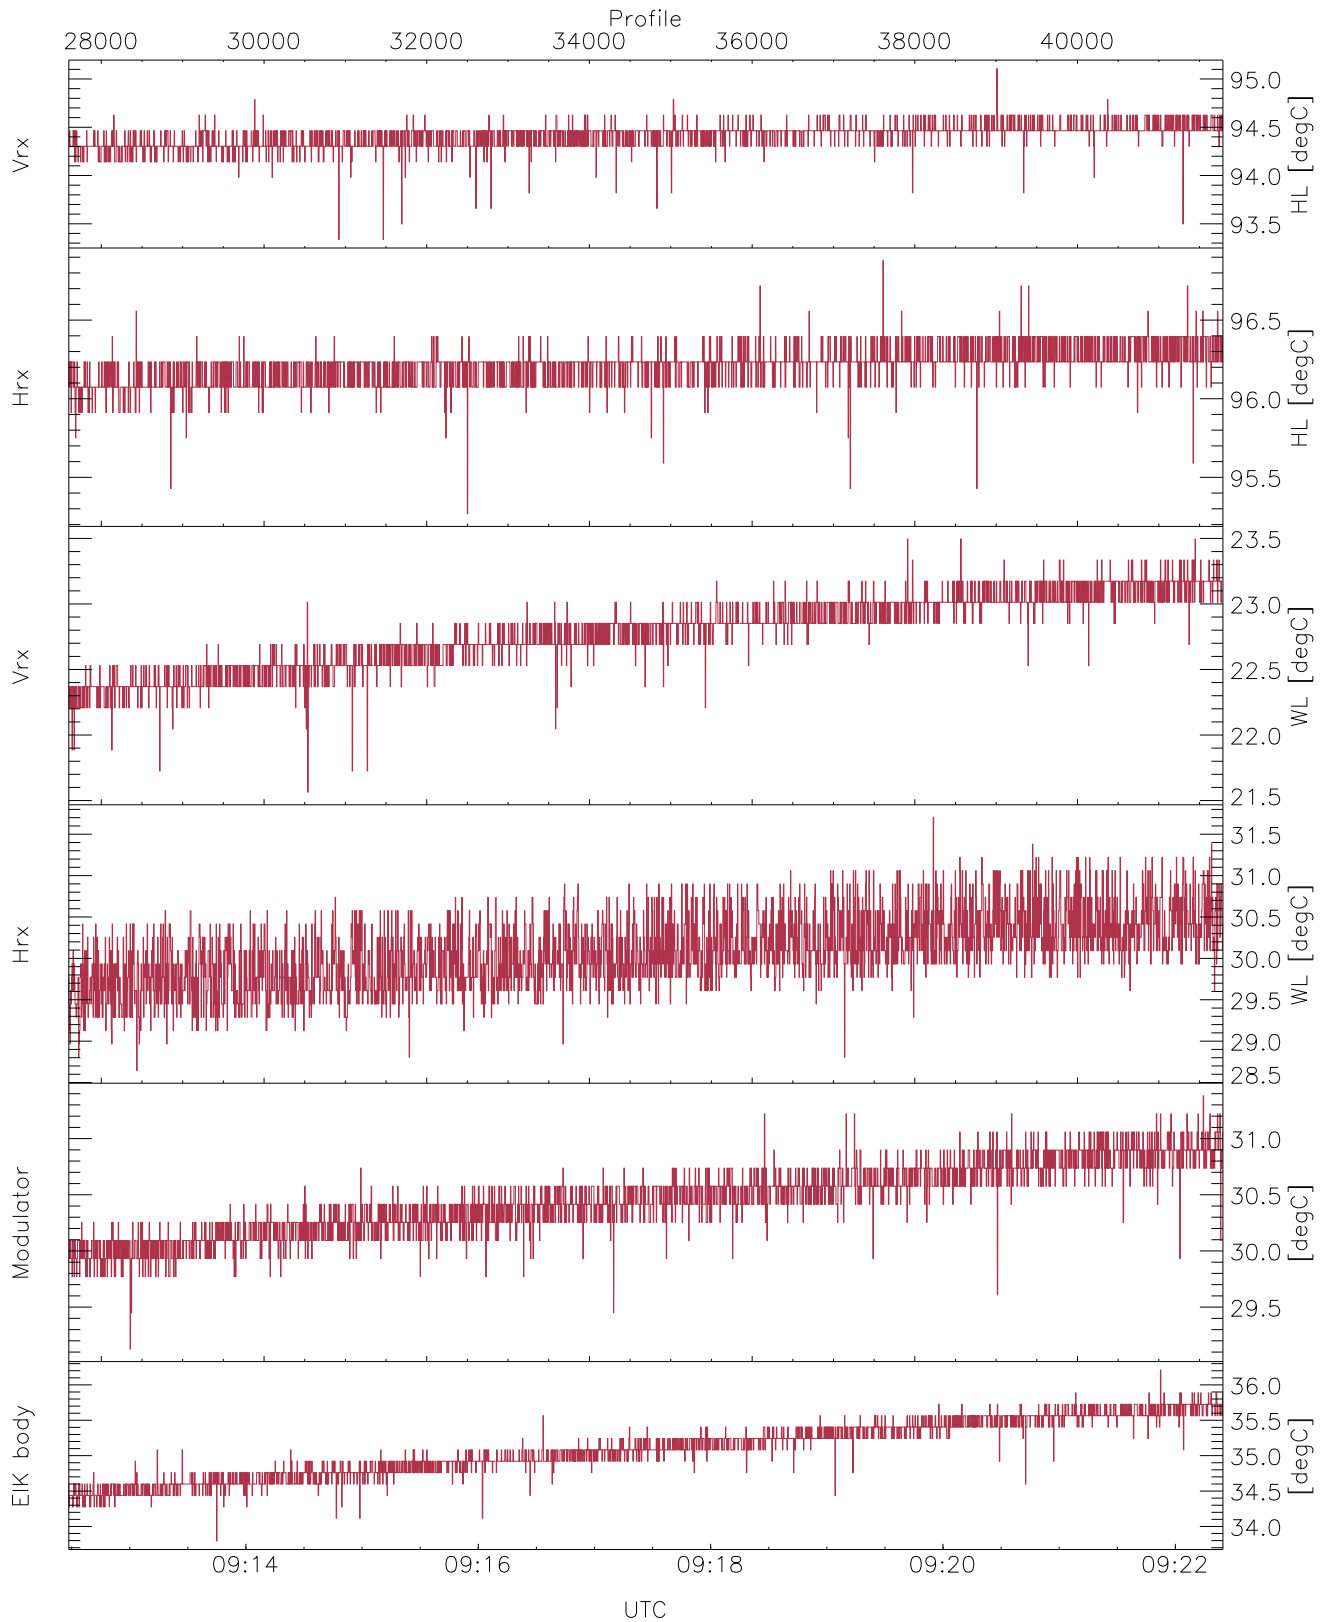 Profile
28000 30000 32000 34000 36000 38000 40000
Vrx
95.0
94.5
94.0
93.5
HL [degC]
Hrx
96.5
96.0
95.5
HL [degC]
Vrx
23.5
23.0
22.5
22.0
21.5
WL [degC]
Hrx
31.5
31.0
30.5
30.0
29.5
29.0
28.5
WL [degC]
Modulator
31.0
30.5
30.0
29.5
[degC]
EIK body
36.0
35.5
35.0
34.5
34.0
[degC]
09:14 09:16 09:18 09:20 09:22
UTC